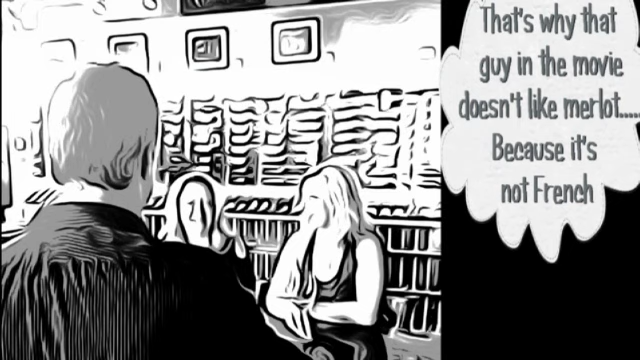 That's why that
guy in the movie
doesn't like merlot.....
Because it's
not French